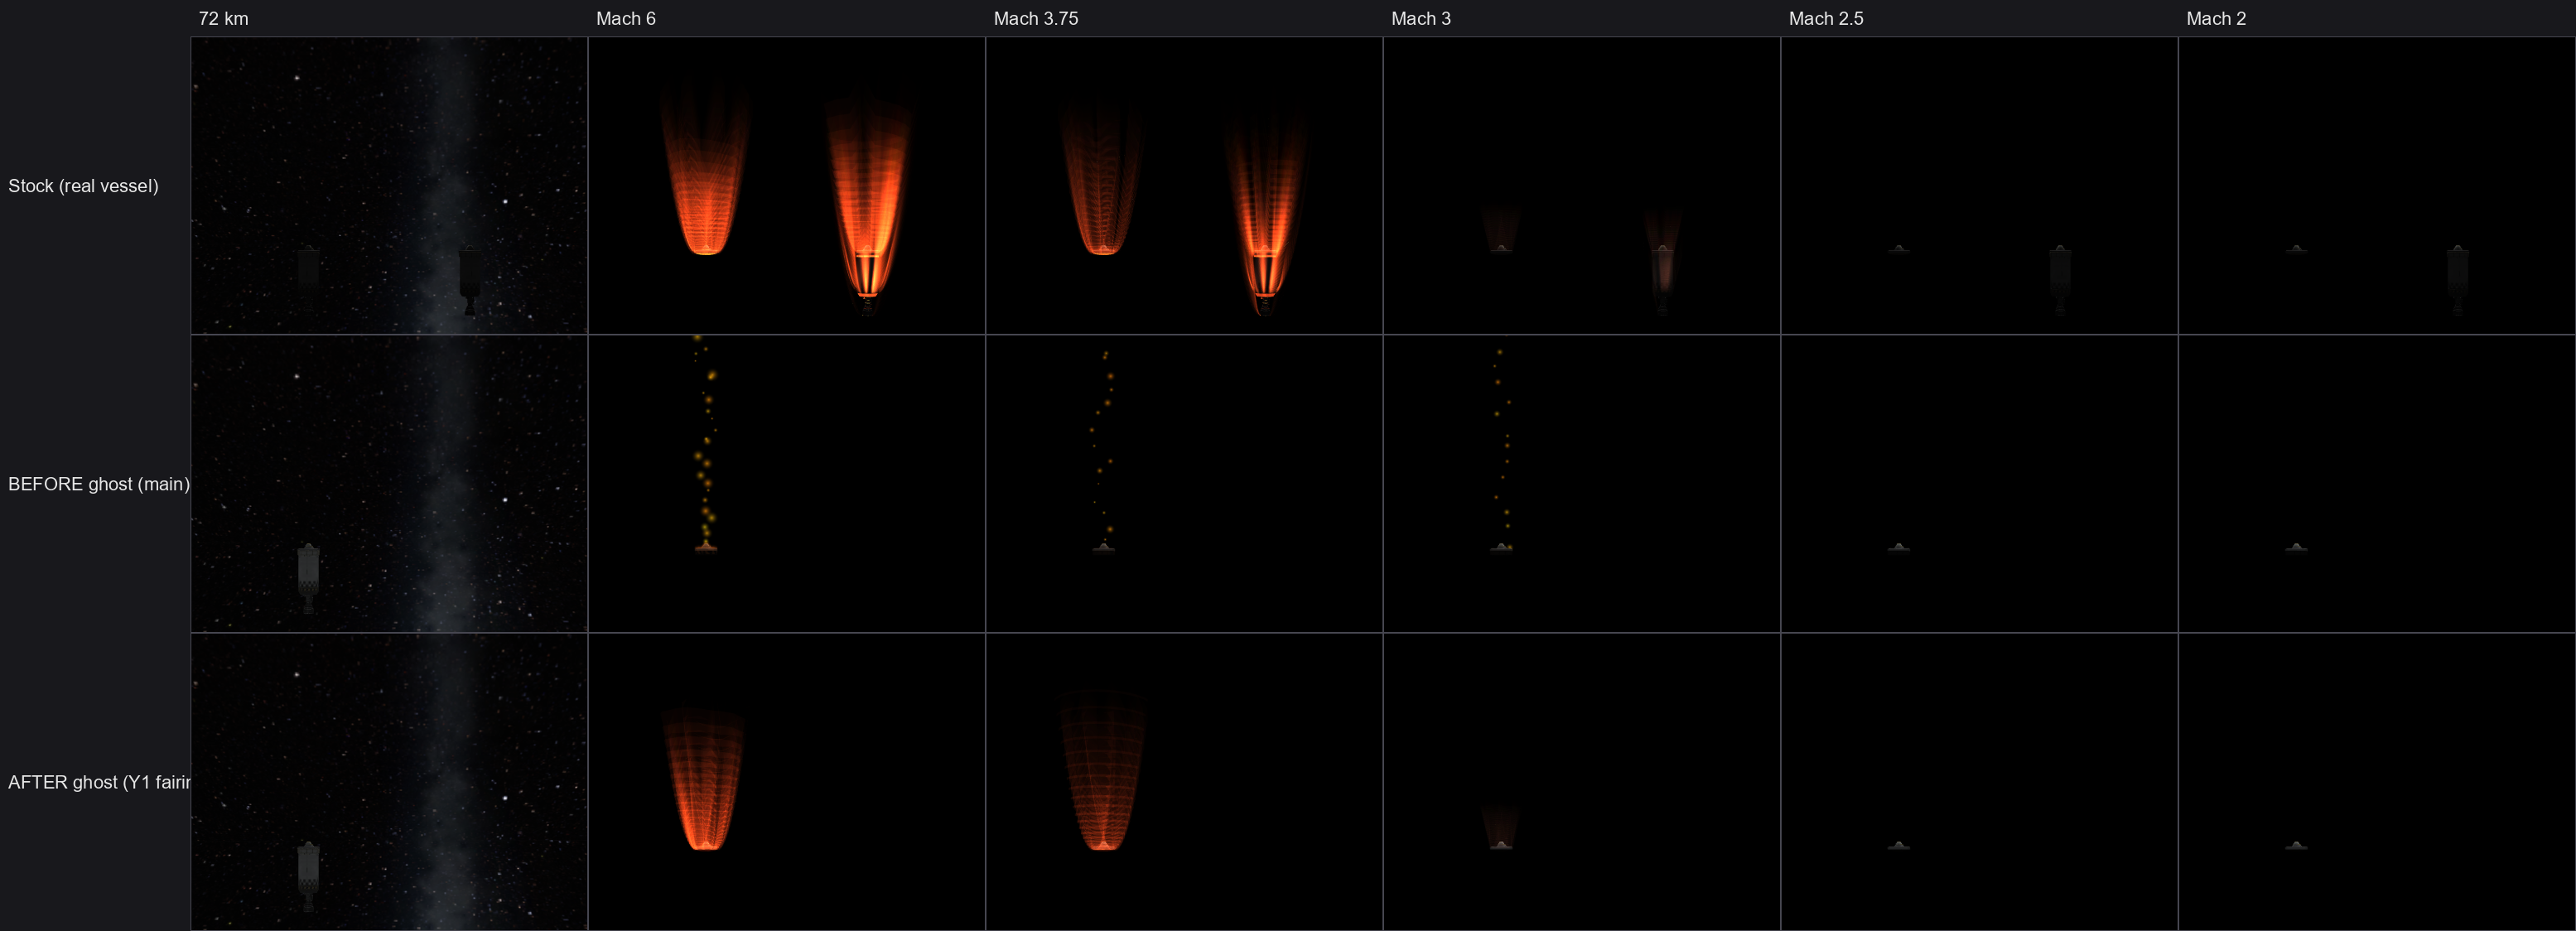 72 km
Mach 6
Mach 3.75
Mach 3
Mach 2.5
Mach 2
Stock (real vessel)
BEFORE ghost (main)
AFTER ghost (Y1 fairir